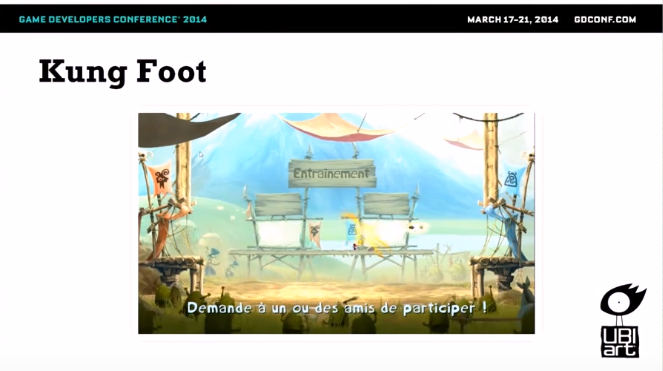 GAME DEVELOPERS CONFERENCE® 2014 MARCH 17-21, 2014 GDCONF.COM
Kung Foot
Entraînement
Demande à un ou des amis de participer !
UBI
art